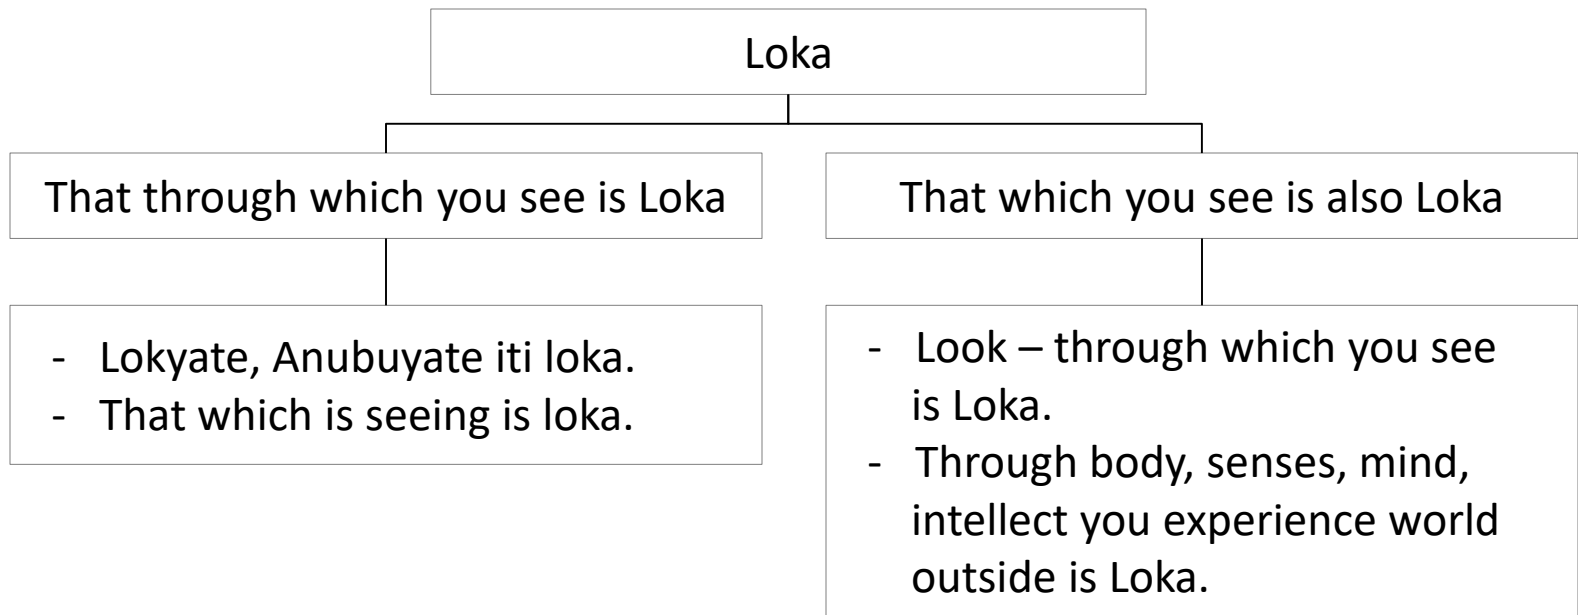 Loka
That through which you see is Loka
- Lokyate, Anubuyate iti loka.
- That which is seeing is loka.
That which you see is also Loka
- Look – through which you see
is Loka.
- Through body, senses, mind,
intellect you experience world
outside is Loka.